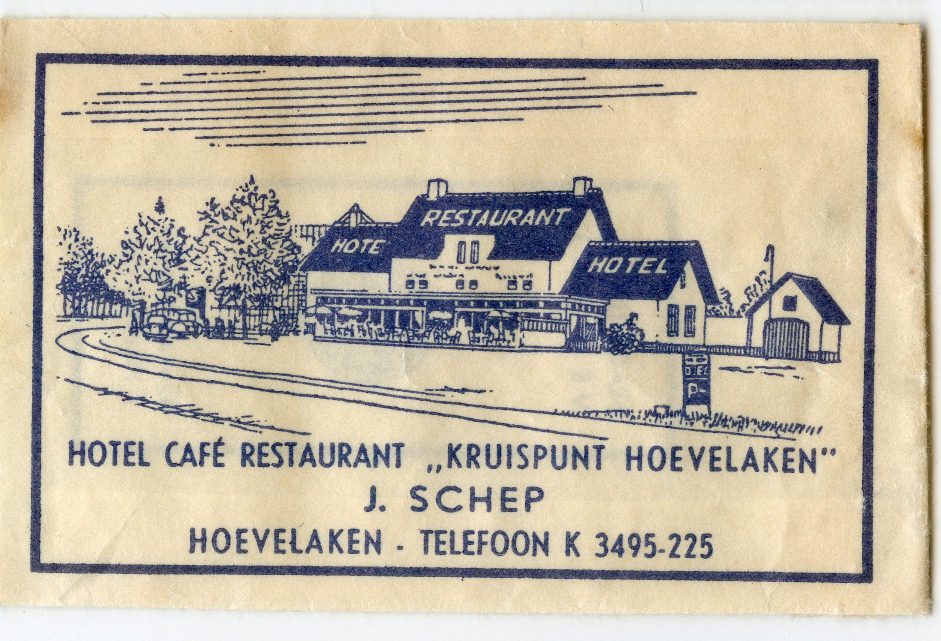 RESTAURANT
HOTE
HOTEL
P
HOTEL CAFÉ RESTAURANT „KRUISPUNT HOEVELAKEN”
J. SCHEP
HOEVELAKEN - TELEFOON K 3495-225